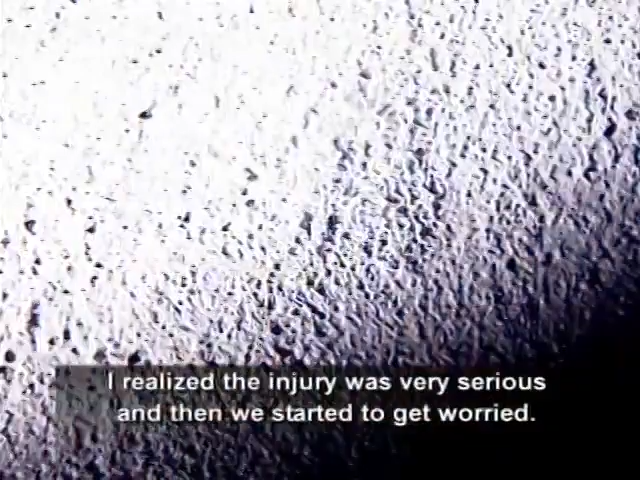 I realized the injury was very serious
and then we started to get worried.